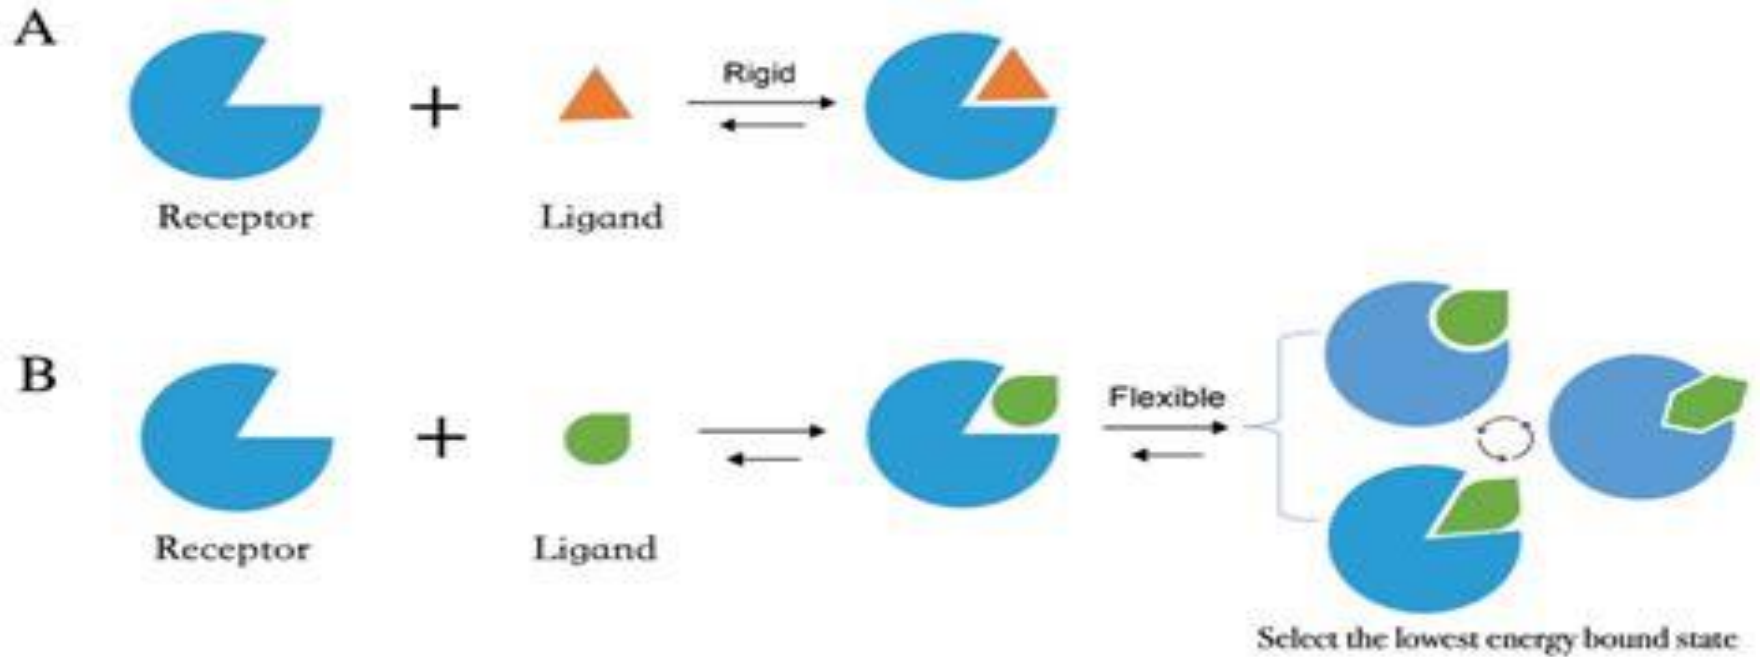 A
+
Rigid
Receptor
Ligand
B
+
Flexible
Receptor
Ligand
Select the lowest energy bound state